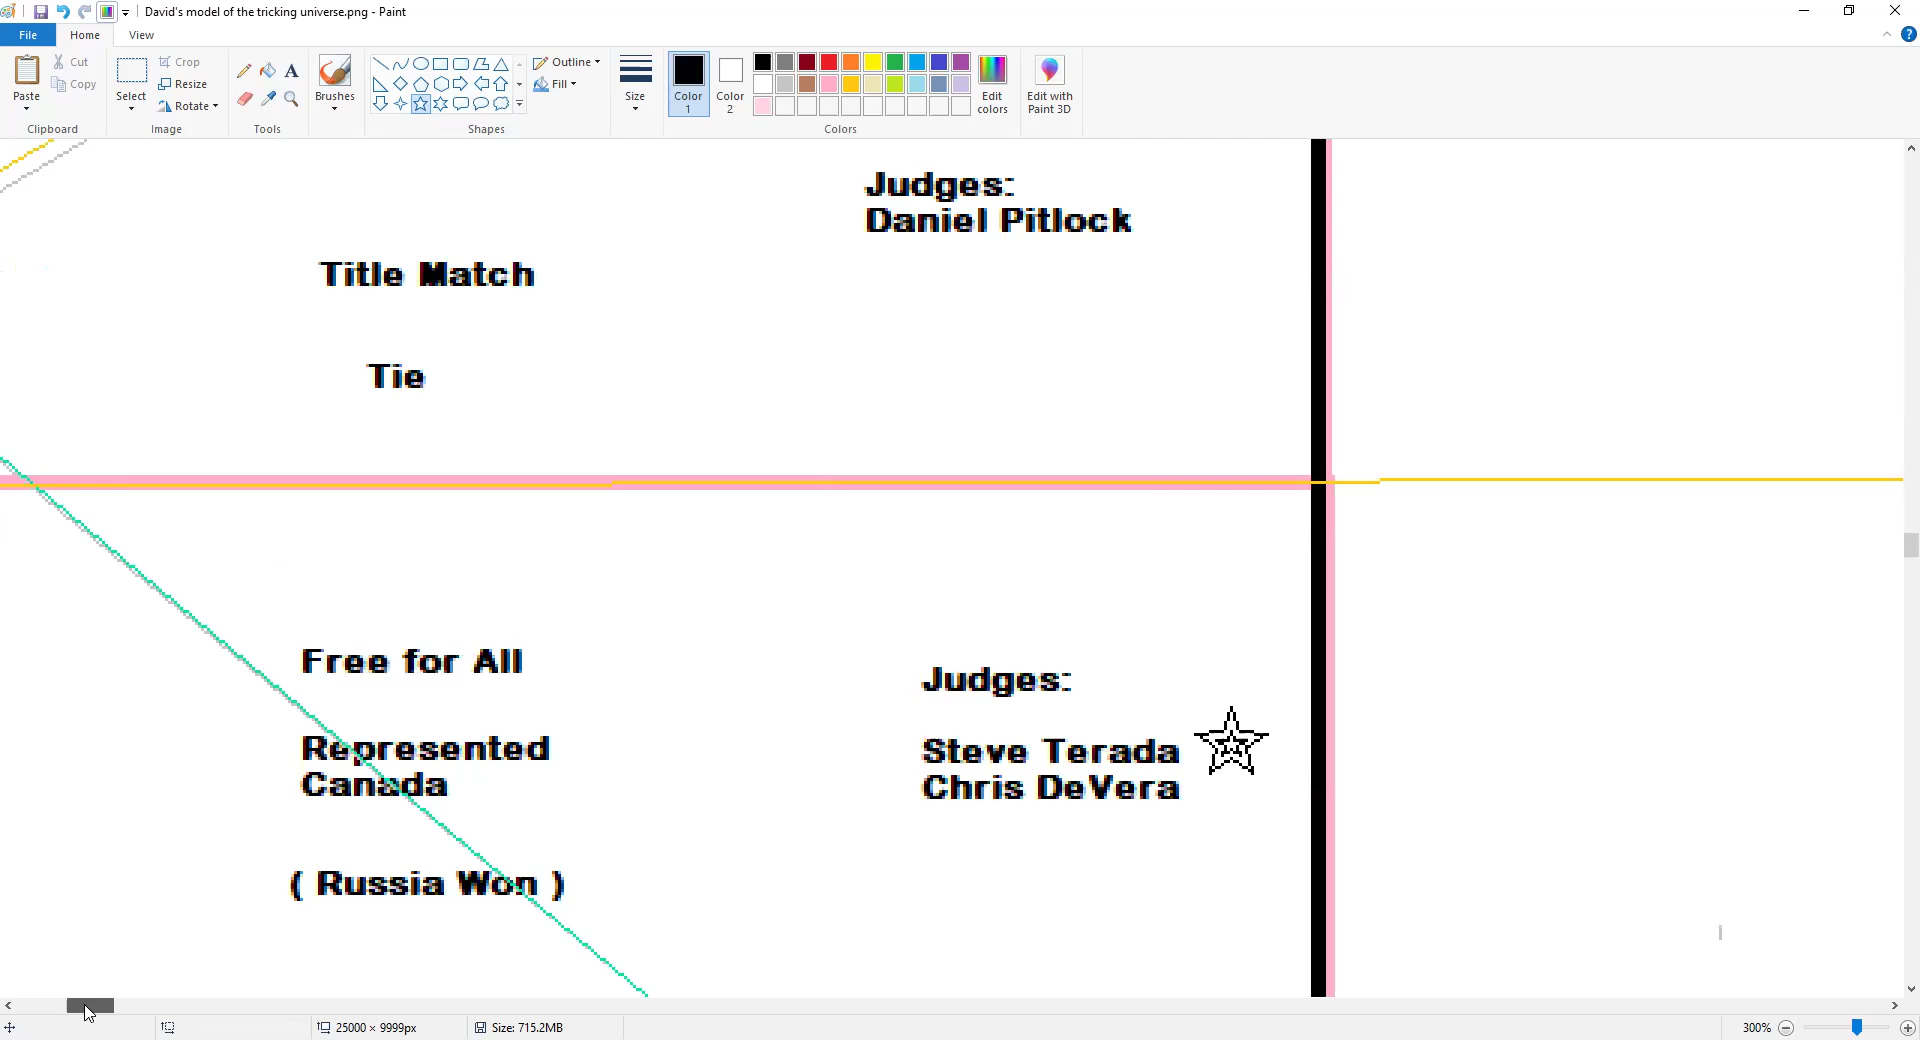 David's model of the tricking universe.png - Paint
File
Home
View
Paste
Cut
Copy
Clipboard
Select
Crop
Resize
Rotate
Image
A
Tools
Brushes
Outline
Fill
Shapes
Size
Color 1
Color 2
Edit colors
Colors
Edit with Paint 3D
?
Judges:
Daniel Pitlock
Title Match
Tie
Free for All
Represented
Canada
( Russia Won )
Judges:
Steve Terada
Chris DeVera
25000 × 9999px
Size: 715.2MB
300%